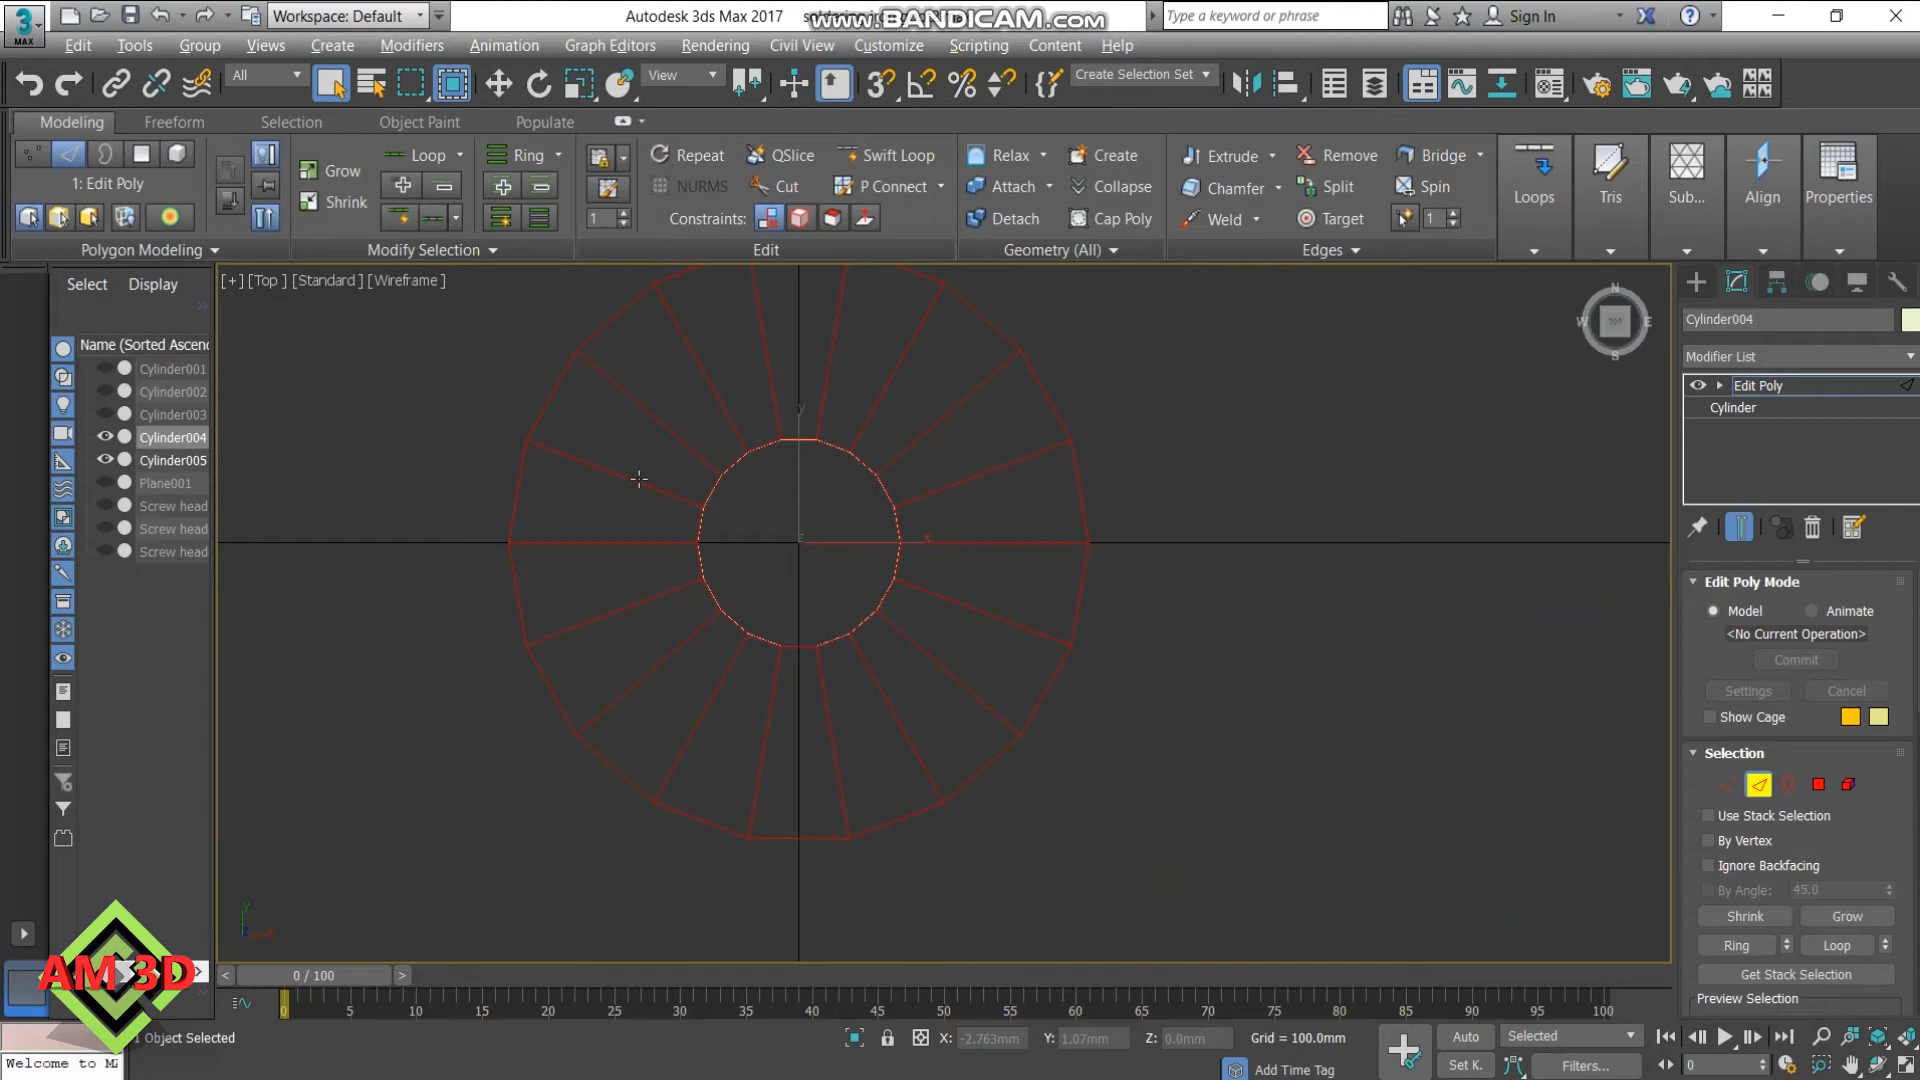 3 MAX Workspace: Default Autodesk 3ds Max 2017 www.BANDICAM.com Type a keyword or phrase Sign In
Edit Tools Group Views Create Modifiers Animation Graph Editors Rendering Civil View Customize Scripting Content Help
All View Create Selection Set
Modeling Freeform Selection Object Paint Populate
Grow Loop Ring Repeat QSlice Swift Loop Relax Create Extrude Remove Bridge
1: Edit Poly
Shrink NURMS Cut P Connect Attach Collapse Chamfer Split Spin Loops Tris Sub... Align Properties
1 Constraints: Detach Cap Poly Weld Target 1
Polygon Modeling Modify Selection Edit Geometry (All) Edges
[+] [Top ] [Standard ] [Wireframe ]
Select Display
Name (Sorted Ascend
Cylinder001
Cylinder002
Cylinder003
Cylinder004
Cylinder005
Plane001
Screw head
Screw head
Screw head
N
W TOP E
S
y
x
z
Cylinder004
Modifier List
Edit Poly
Cylinder
Edit Poly Mode
Model Animate
<No Current Operation>
Commit
Settings Cancel
Show Cage
Selection
Use Stack Selection
By Vertex
Ignore Backfacing
By Angle: 45.0
Shrink Grow
Ring Loop
Get Stack Selection
Preview Selection
AM 3D
< 0 / 100 >
0 5 10 15 20 25 30 35 40 45 50 55 60 65 70 75 80 85 90 95 100
1 Object Selected X: -2.763mm Y: 1.07mm Z: 0.0mm Grid = 100.0mm Auto Selected
Welcome to Add Time Tag Set K. Filters... 0